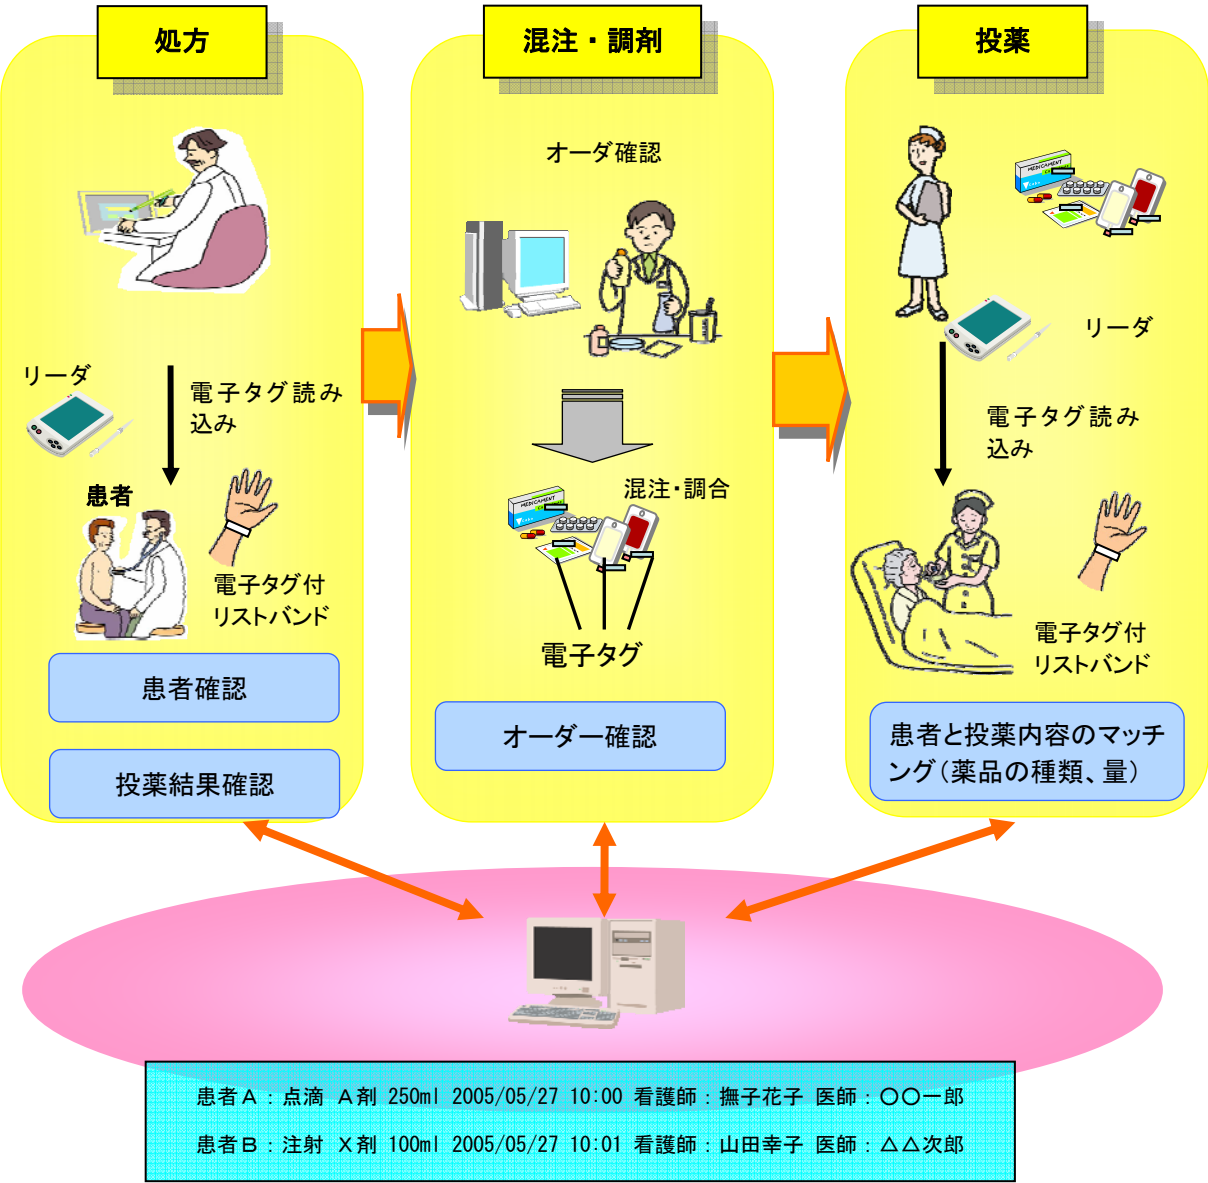 処方
リーダ
電子タグ読み
込み
患者
電子タグ付
リストバンド
患者確認
投薬結果確認
混注・調剤
オーダ確認
混注・調合
MEDICAMENT
電子タグ
オーダー確認
投薬
MEDICAMENT
リーダ
電子タグ読み
込み
電子タグ付
リストバンド
患者と投薬内容のマッチ
ング（薬品の種類、量）
患者Ａ：点滴 Ａ剤 250ml 2005/05/27 10:00 看護師：撫子花子 医師：〇〇一郎
患者Ｂ：注射 Ｘ剤 100ml 2005/05/27 10:01 看護師：山田幸子 医師：△△次郎